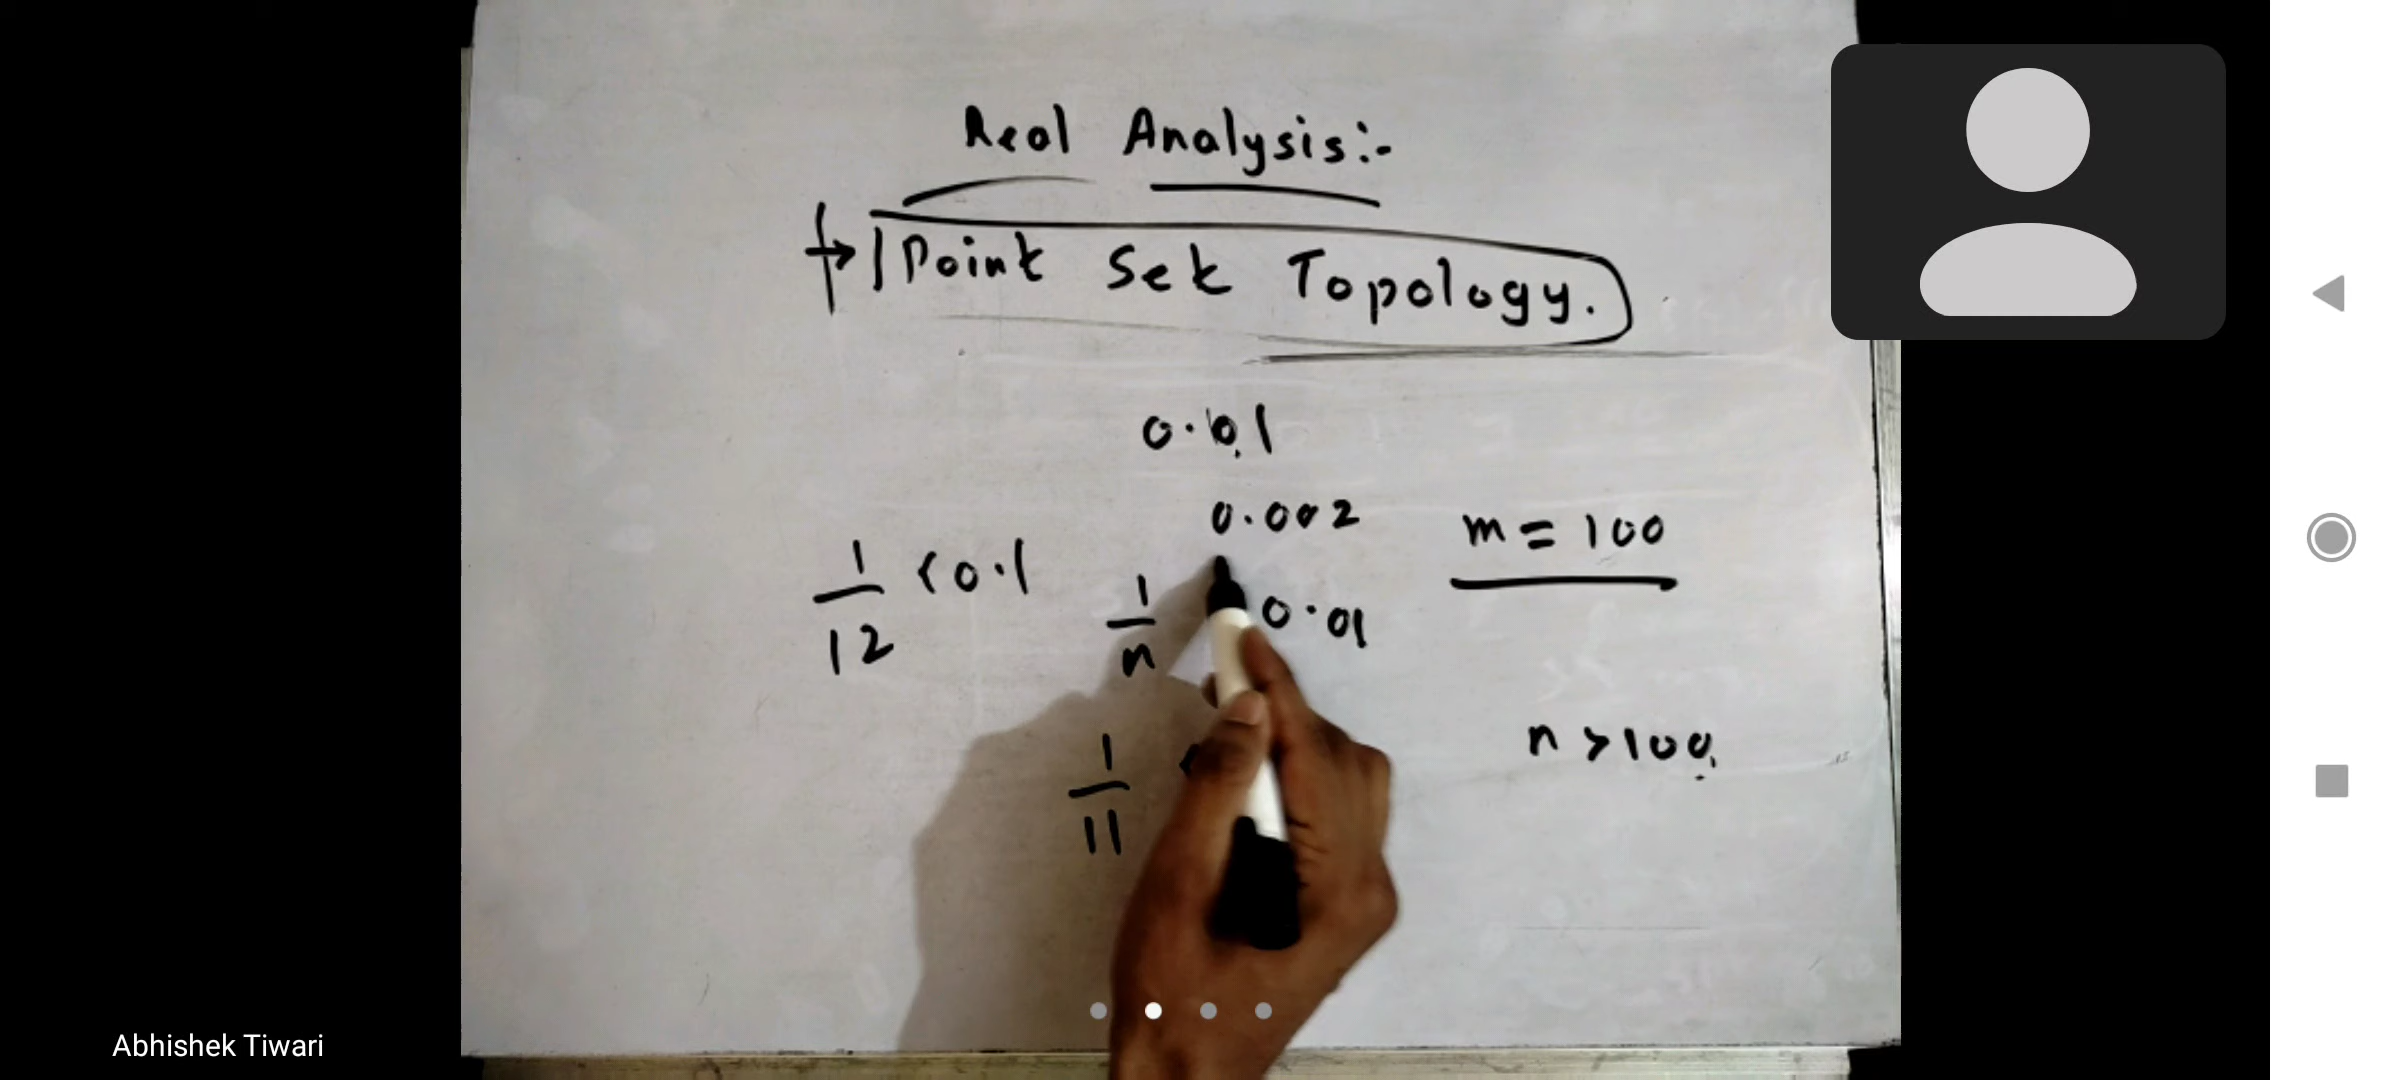 Real Analysis:-
Point Set Topology.
0.01
0.002
m = 100
1/12 < 0.1
1/n 0.01
n > 100
1/11 <
Abhishek Tiwari